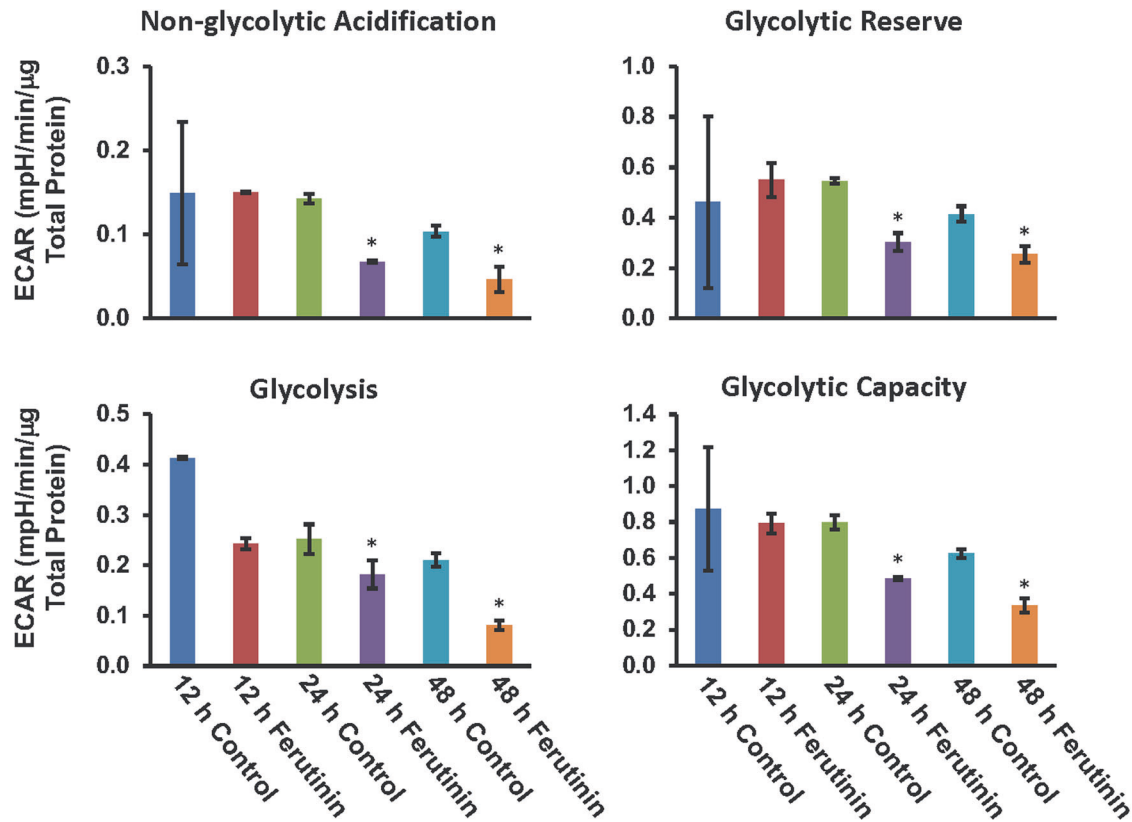 Non-glycolytic Acidification
ECAR (mpH/min/µg
Total Protein)
0.3
0.2
0.1
0.0
*
*
Glycolytic Reserve
1.0
0.8
0.6
0.4
0.2
0.0
*
*
Glycolysis
ECAR (mpH/min/µg
Total Protein)
0.5
0.4
0.3
0.2
0.1
0.0
*
*
12 h Control
12 h Ferutinin
24 h Control
24 h Ferutinin
48 h Control
48 h Ferutinin
Glycolytic Capacity
1.4
1.2
1.0
0.8
0.6
0.4
0.2
0.0
*
*
12 h Control
12 h Ferutinin
24 h Control
24 h Ferutinin
48 h Control
48 h Ferutinin